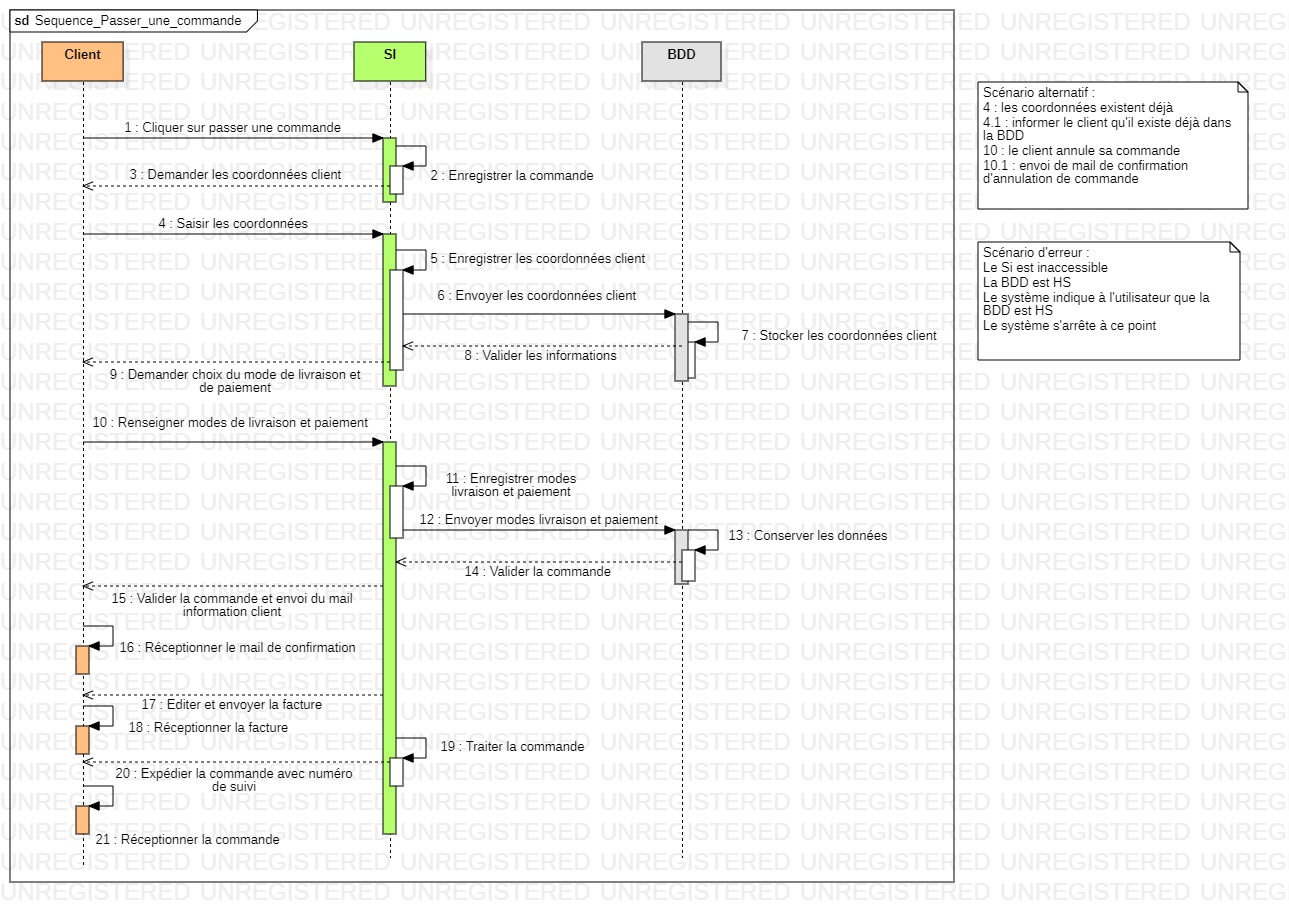 sd Sequence_Passer_une_commande
Client
SI
BDD
1 : Cliquer sur passer une commande
2 : Enregistrer la commande
3 : Demander les coordonnées client
4 : Saisir les coordonnées
5 : Enregistrer les coordonnées client
6 : Envoyer les coordonnées client
7 : Stocker les coordonnées client
8 : Valider les informations
9 : Demander choix du mode de livraison et
de paiement
10 : Renseigner modes de livraison et paiement
11 : Enregistrer modes
livraison et paiement
12 : Envoyer modes livraison et paiement
13 : Conserver les données
14 : Valider la commande
15 : Valider la commande et envoi du mail
information client
16 : Réceptionner le mail de confirmation
17 : Editer et envoyer la facture
18 : Réceptionner la facture
19 : Traiter la commande
20 : Expédier la commande avec numéro
de suivi
21 : Réceptionner la commande
Scénario alternatif :
4 : les coordonnées existent déjà
4.1 : informer le client qu'il existe déjà dans
la BDD
10 : le client annule sa commande
10.1 : envoi de mail de confirmation
d'annulation de commande
Scénario d'erreur :
Le Si est inaccessible
La BDD est HS
Le système indique à l'utilisateur que la
BDD est HS
Le système s'arrête à ce point
UNREGISTERED